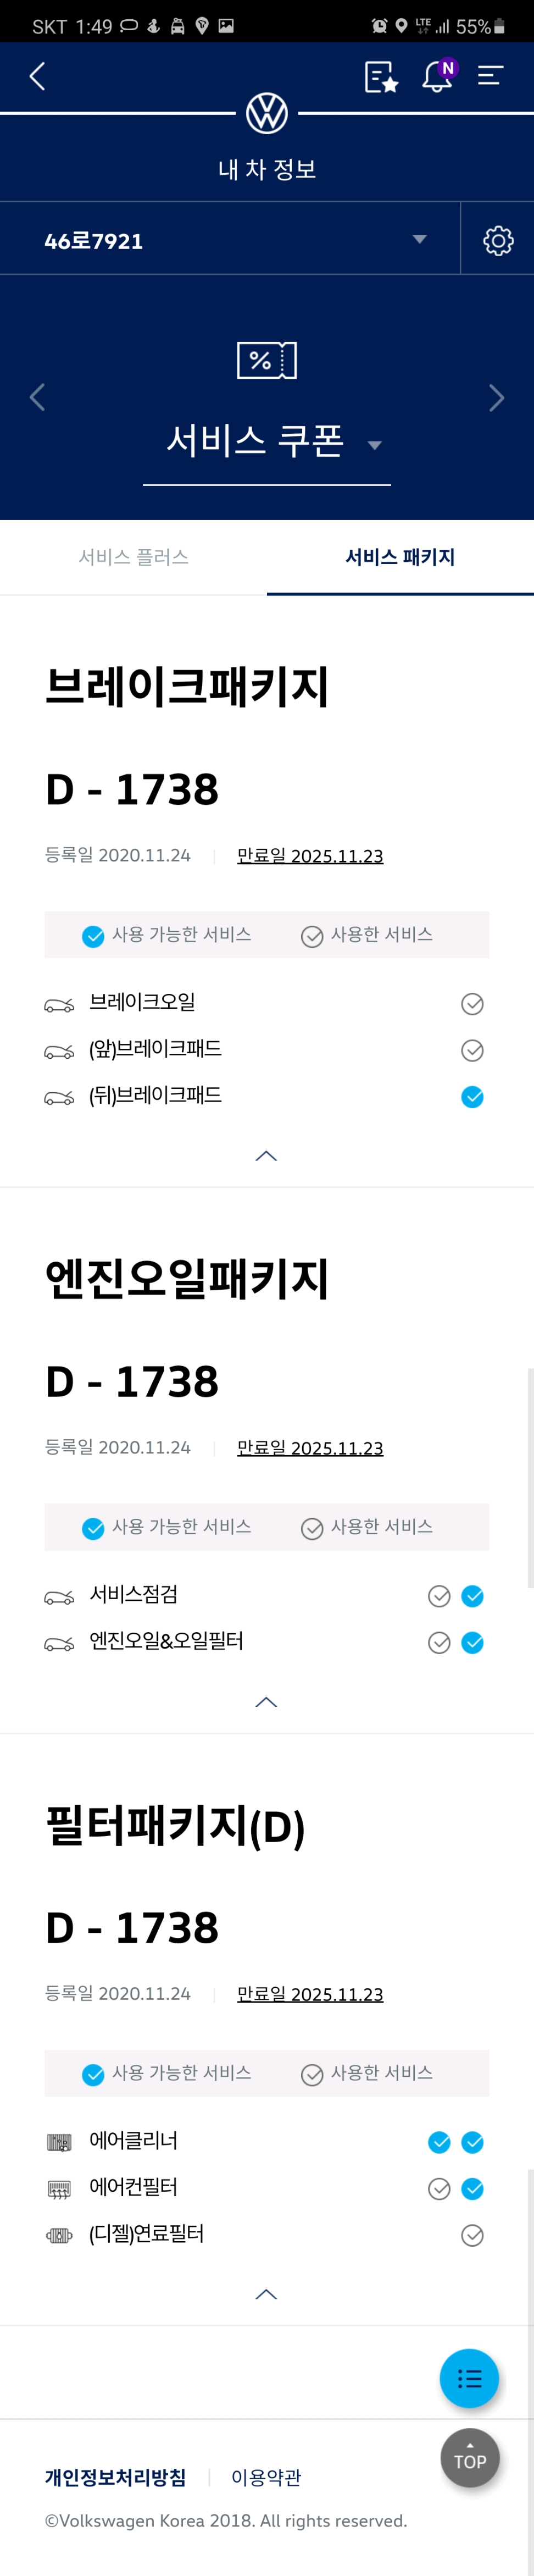 SKT 1:49 LTE 55%
N
내 차 정보
46로7921
%
서비스 쿠폰
서비스 플러스 서비스 패키지
브레이크패키지
D - 1738
등록일 2020.11.24 만료일 2025.11.23
사용 가능한 서비스 사용한 서비스
브레이크오일
(앞)브레이크패드
(뒤)브레이크패드
엔진오일패키지
D - 1738
등록일 2020.11.24 만료일 2025.11.23
사용 가능한 서비스 사용한 서비스
서비스점검
엔진오일&오일필터
필터패키지(D)
D - 1738
등록일 2020.11.24 만료일 2025.11.23
사용 가능한 서비스 사용한 서비스
에어클리너
에어컨필터
(디젤)연료필터
TOP
개인정보처리방침 이용약관
©Volkswagen Korea 2018. All rights reserved.